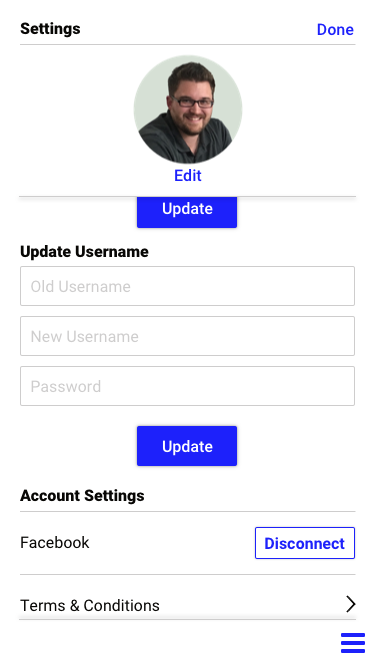 Settings
Done
Edit
Update
Update Username
Old Username
New Username
Password
Update
Account Settings
Facebook
Disconnect
Terms & Conditions